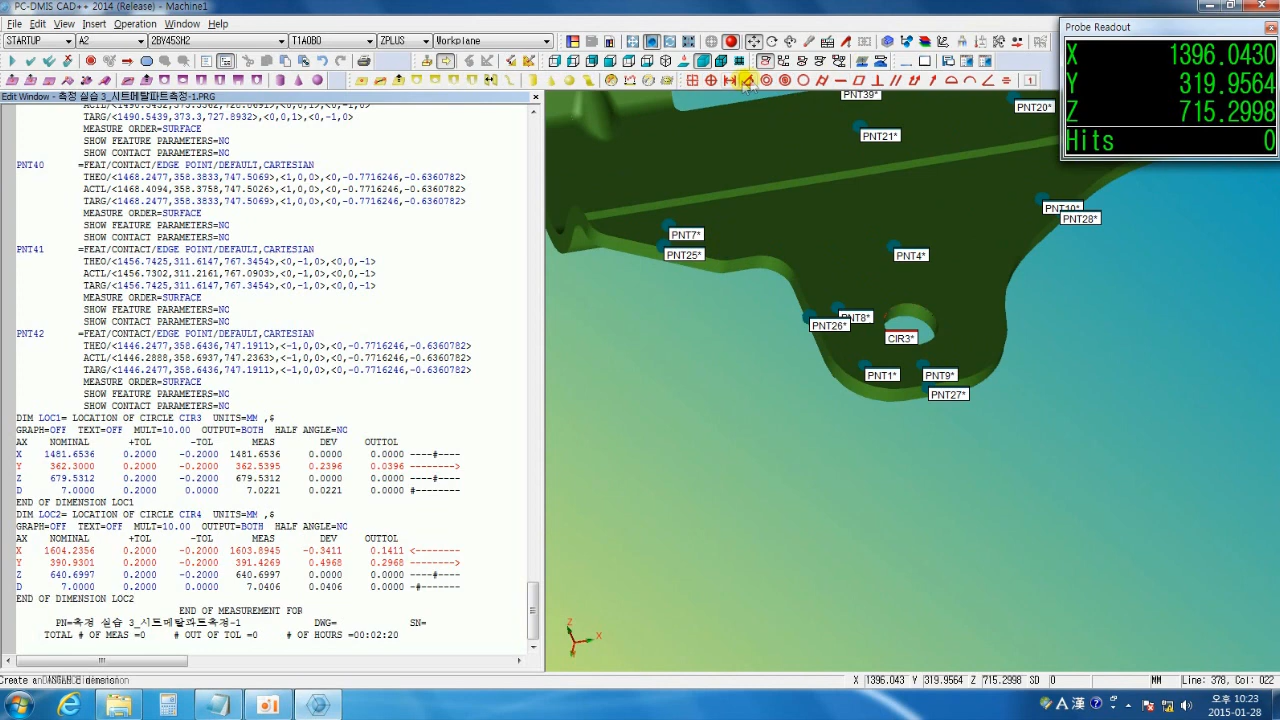 PC-DMIS CAD++ 2014 (Release) - Machine1
File Edit View Insert Operation Window Help
STARTUP A2 2BY45SH2 T1A0B0 ZPLUS Workplane
Edit Window - 측정 실습 3_시트메탈파트측정-1.PRG
TARG/<1490.5439,373.3,727.8932>,<0,0,1>,<0,-1,0>
MEASURE ORDER=SURFACE
SHOW FEATURE PARAMETERS=NO
SHOW CONTACT PARAMETERS=NO
PNT40 =FEAT/CONTACT/EDGE POINT/DEFAULT,CARTESIAN
THEO/<1468.2477,358.3833,747.5069>,<1,0,0>,<0,-0.7716246,-0.6360782>
ACTL/<1468.4094,358.3758,747.5026>,<1,0,0>,<0,-0.7716246,-0.6360782>
TARG/<1468.2477,358.3833,747.5069>,<1,0,0>,<0,-0.7716246,-0.6360782>
MEASURE ORDER=SURFACE
SHOW FEATURE PARAMETERS=NO
SHOW CONTACT PARAMETERS=NO
PNT41 =FEAT/CONTACT/EDGE POINT/DEFAULT,CARTESIAN
THEO/<1456.7425,311.6147,767.3454>,<0,-1,0>,<0,0,-1>
ACTL/<1456.7302,311.2161,767.0903>,<0,-1,0>,<0,0,-1>
TARG/<1456.7425,311.6147,767.3454>,<0,-1,0>,<0,0,-1>
MEASURE ORDER=SURFACE
SHOW FEATURE PARAMETERS=NO
SHOW CONTACT PARAMETERS=NO
PNT42 =FEAT/CONTACT/EDGE POINT/DEFAULT,CARTESIAN
THEO/<1446.2477,358.6436,747.1911>,<-1,0,0>,<0,-0.7716246,-0.6360782>
ACTL/<1446.2888,358.6837,747.2363>,<-1,0,0>,<0,-0.7716246,-0.6360782>
TARG/<1446.2477,358.6436,747.1911>,<-1,0,0>,<0,-0.7716246,-0.6360782>
MEASURE ORDER=SURFACE
SHOW FEATURE PARAMETERS=NO
SHOW CONTACT PARAMETERS=NO
DIM LOC1= LOCATION OF CIRCLE CIR3 UNITS=MM ,$
GRAPH=OFF TEXT=OFF MULT=10.00 OUTPUT=BOTH HALF ANGLE=NO
AX NOMINAL +TOL -TOL MEAS DEV OUTTOL
X 1481.6536 0.2000 -0.2000 1481.6536 0.0000 0.0000 ----#----
Y 362.3000 0.2000 -0.2000 362.5395 0.2396 0.0396 -------->
Z 679.5312 0.2000 -0.2000 679.5312 0.0000 0.0000 ----#----
D 7.0000 0.2000 0.0000 7.0221 0.0221 0.0000 #--------
END OF DIMENSION LOC1
DIM LOC2= LOCATION OF CIRCLE CIR4 UNITS=MM ,$
GRAPH=OFF TEXT=OFF MULT=10.00 OUTPUT=BOTH HALF ANGLE=NO
AX NOMINAL +TOL -TOL MEAS DEV OUTTOL
X 1604.2356 0.2000 -0.2000 1603.8945 -0.3411 0.1411 <--------
Y 390.9301 0.2000 -0.2000 391.4269 0.4968 0.2968 -------->
Z 640.6997 0.2000 -0.2000 640.6997 0.0000 0.0000 ----#----
D 7.0000 0.2000 0.0000 7.0406 0.0406 0.0000 -#-------
END OF DIMENSION LOC2
END OF MEASUREMENT FOR
PN=측정 실습 3_시트메탈파트측정-1 DWG= SN=
TOTAL # OF MEAS =0 # OUT OF TOL =0 # OF HOURS =00:02:20
Probe Readout
X 1396.0430
Y 319.9564
Z 715.2998
Hits 0
PNT39*
PNT20*
PNT21*
PNT10*
PNT28*
PNT7*
PNT25*
PNT4*
PNT8*
PNT26*
CIR3*
PNT1*
PNT9*
PNT27*
Z
X
X 1396.043 Y 319.9564 Z 715.2998 SD 0 MM Line: 378, Col: 022
A 漢
오후 10:23
2015-01-28